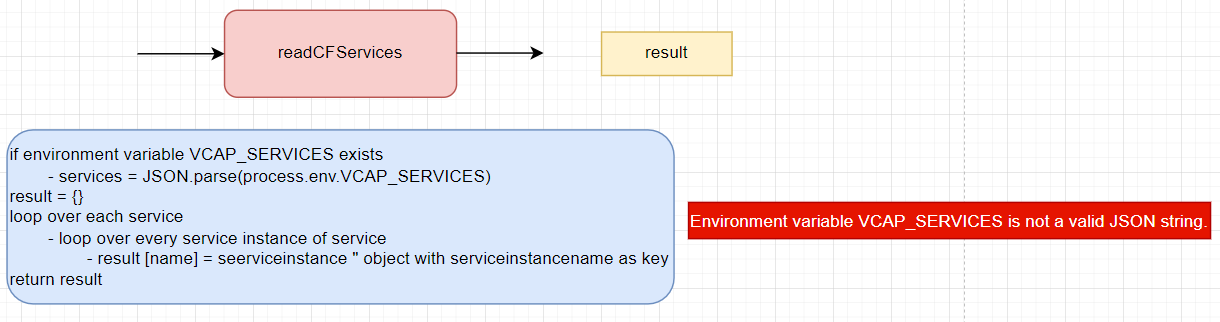 readCFServices
result
if environment variable VCAP_SERVICES exists
- services = JSON.parse(process.env.VCAP_SERVICES)
result = {}
loop over each service
- loop over every service instance of service
- result [name] = seerviceinstance " object with serviceinstancename as key
return result
Environment variable VCAP_SERVICES is not a valid JSON string.